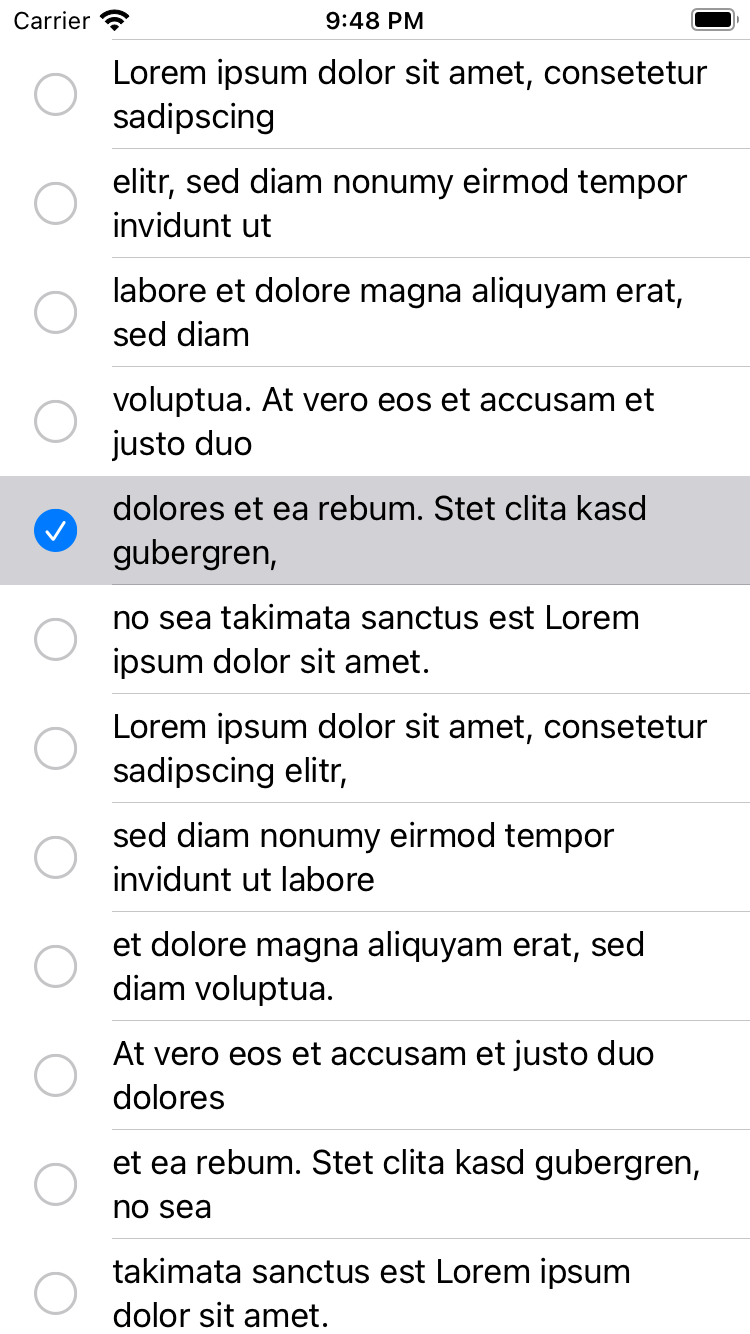 Carrier 9:48 PM
Lorem ipsum dolor sit amet, consetetur
sadipscing
elitr, sed diam nonumy eirmod tempor
invidunt ut
labore et dolore magna aliquyam erat,
sed diam
voluptua. At vero eos et accusam et
justo duo
dolores et ea rebum. Stet clita kasd
gubergren,
no sea takimata sanctus est Lorem
ipsum dolor sit amet.
Lorem ipsum dolor sit amet, consetetur
sadipscing elitr,
sed diam nonumy eirmod tempor
invidunt ut labore
et dolore magna aliquyam erat, sed
diam voluptua.
At vero eos et accusam et justo duo
dolores
et ea rebum. Stet clita kasd gubergren,
no sea
takimata sanctus est Lorem ipsum
dolor sit amet.